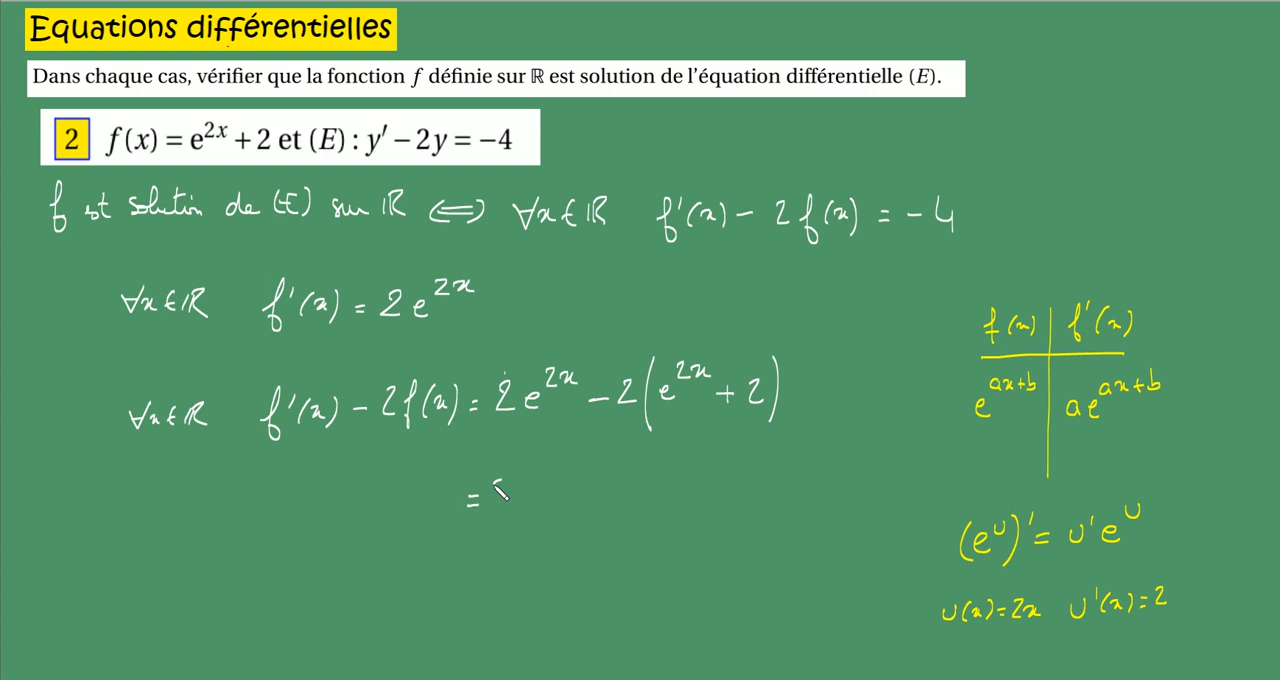 Equations différentielles
Dans chaque cas, vérifier que la fonction f définie sur ℝ est solution de l'équation différentielle (E).
2 f(x) = e^{2x} + 2 et (E) : y′ − 2y = −4
f est solution de (E) sur ℝ ⟺ ∀x∈ℝ f'(x) − 2f(x) = −4
∀x∈ℝ f'(x) = 2e^{2x}
∀x∈ℝ f'(x) − 2f(x) = 2e^{2x} − 2(e^{2x} + 2)
=
f(x) | f'(x)
e^{ax+b} | ae^{ax+b}
(e^U)' = U'e^U
U(x)=2x U'(x)=2